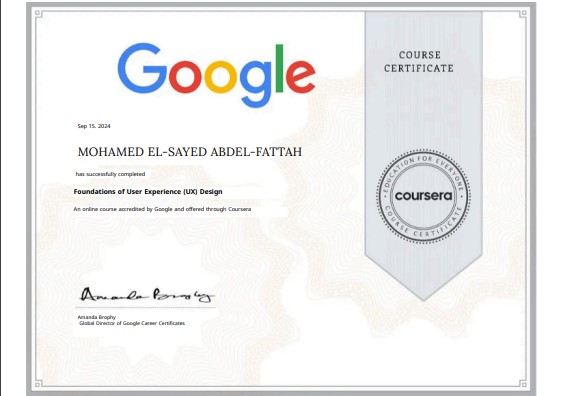 Google
COURSE
CERTIFICATE
Sep 15, 2024
MOHAMED EL-SAYED ABDEL-FATTAH
has successfully completed
Foundations of User Experience (UX) Design
An online course accredited by Google and offered through Coursera
EDUCATION FOR EVERYONE
coursera
COURSE CERTIFICATE
Amanda Brophy
Amanda Brophy
Global Director of Google Career Certificates